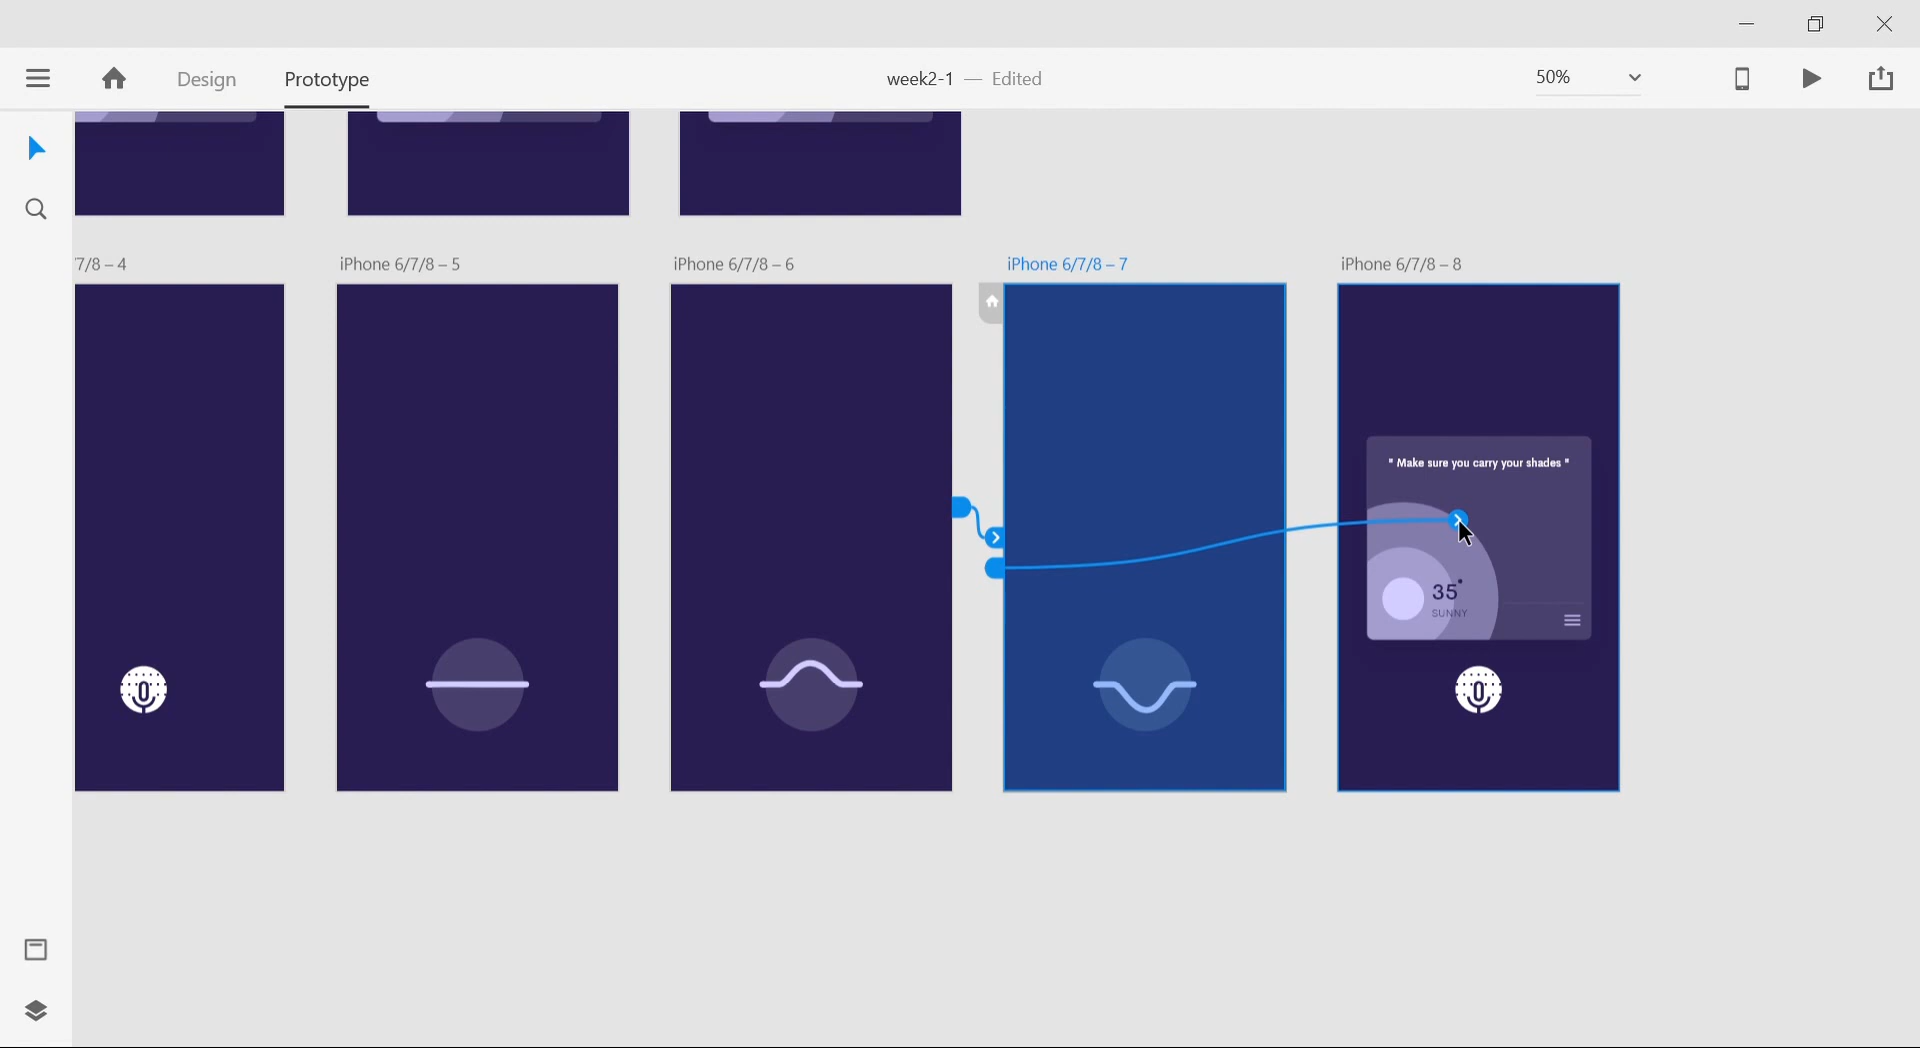 Design
Prototype
week2-1 — Edited
50%
7/8 – 4
iPhone 6/7/8 – 5
iPhone 6/7/8 – 6
iPhone 6/7/8 – 7
iPhone 6/7/8 – 8
" Make sure you carry your shades "
35°
SUNNY